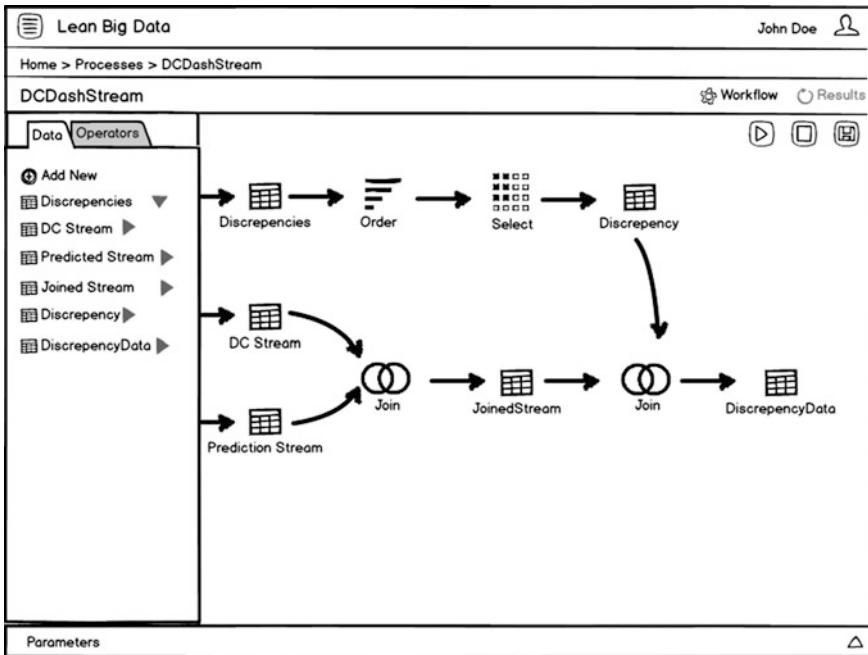 Lean Big Data
John Doe
Home > Processes > DCDashStream
DCDashStream
Workflow
Results
Data
Operators
Add New
Discrepencies
DC Stream
Predicted Stream
Joined Stream
Discrepency
DiscrepencyData
Discrepencies
Order
Select
Discrepency
DC Stream
Join
JoinedStream
Join
DiscrepencyData
Prediction Stream
Parameters